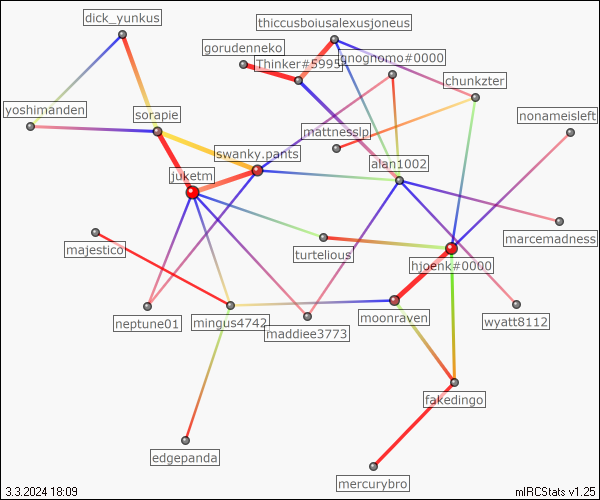 dick_yunkus
thiccusboiusalexusjoneus
gorudenneko
Thinker#5995
gnognomo#0000
chunkzter
yoshimanden
sorapie
nonameisleft
mattnesslp
swanky.pants
alan1002
juketm
marcemadness
majestico
turtelious
hjoenk#0000
neptune01
mingus4742
maddiee3773
moonraven
wyatt8112
fakedingo
edgepanda
mercurybro
3.3.2024 18:09
mIRCStats v1.25